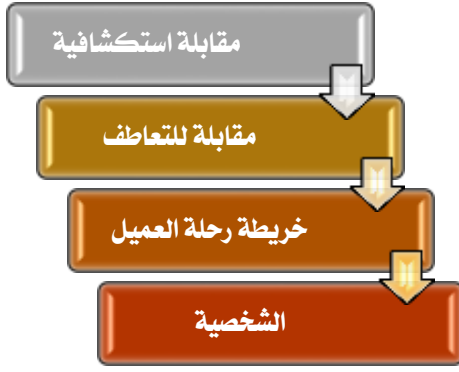 مقابلة استكشافية
مقابلة للتعاطف
خريطة رحلة العميل
الشخصية